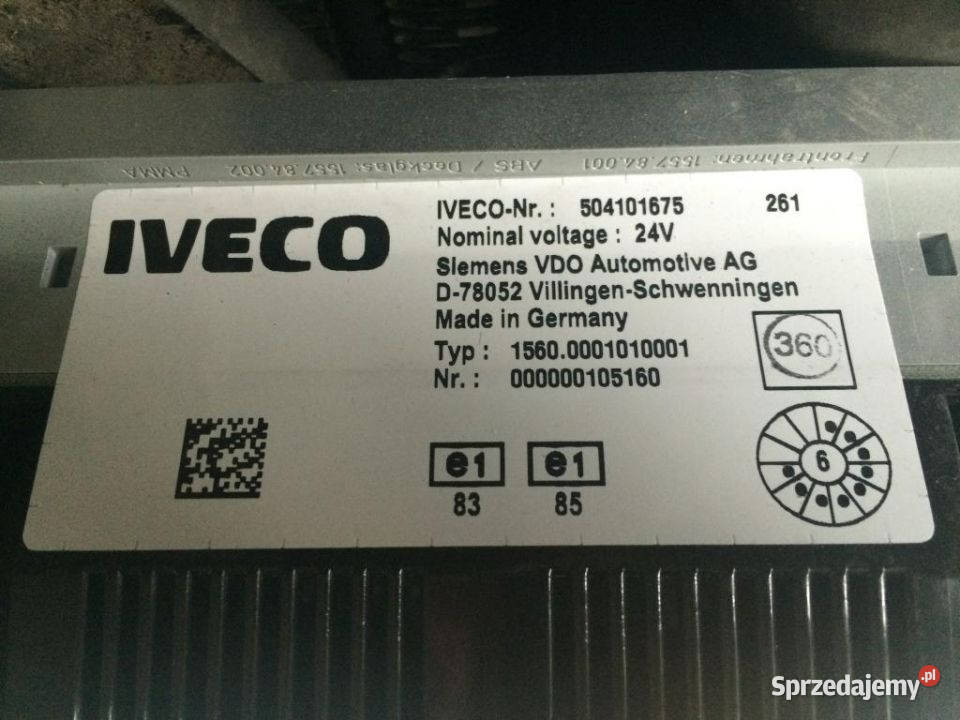 Frontrahmen: 1557.84.001
ABS / Deckglas: 1557.84.002
PMMA
IVECO
IVECO-Nr. : 504101675 261
Nominal voltage : 24V
Siemens VDO Automotive AG
D-78052 Villingen-Schwenningen
Made in Germany
Typ : 1560.0001010001
Nr. : 000000105160
360
e1
83
e1
85
6
Sprzedajemy.pl